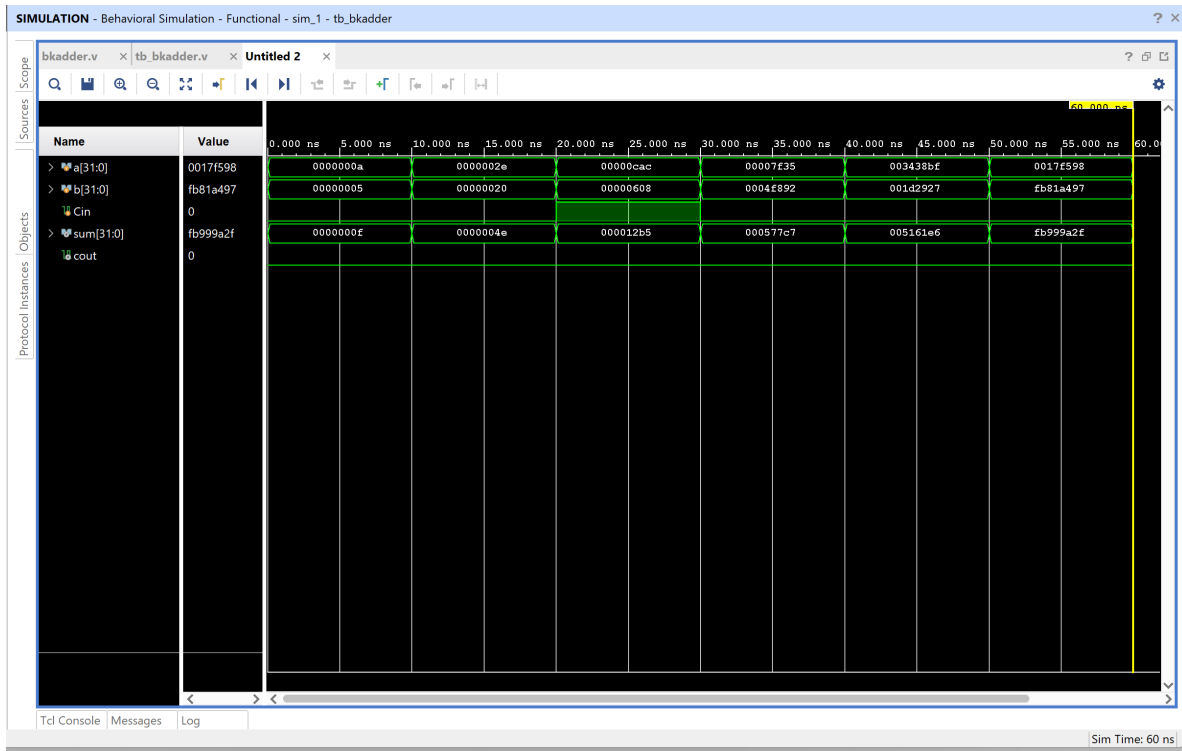 SIMULATION - Behavioral Simulation - Functional - sim_1 - tb_bkadder ? ×
Scope
Sources
Objects
Protocol Instances
bkadder.v × tb_bkadder.v × Untitled 2 × ?
60.000 ns
Name Value 0.000 ns 5.000 ns 10.000 ns 15.000 ns 20.000 ns 25.000 ns 30.000 ns 35.000 ns 40.000 ns 45.000 ns 50.000 ns 55.000 ns 60.0
a[31:0] 0017f598 0000000a 0000002e 00000cac 00007f35 003438bf 0017f598
b[31:0] fb81a497 00000005 00000020 00000608 0004f892 001d2927 fb81a497
Cin 0
sum[31:0] fb999a2f 0000000f 0000004e 000012b5 000577c7 005161e6 fb999a2f
cout 0
Tcl Console Messages Log
Sim Time: 60 ns